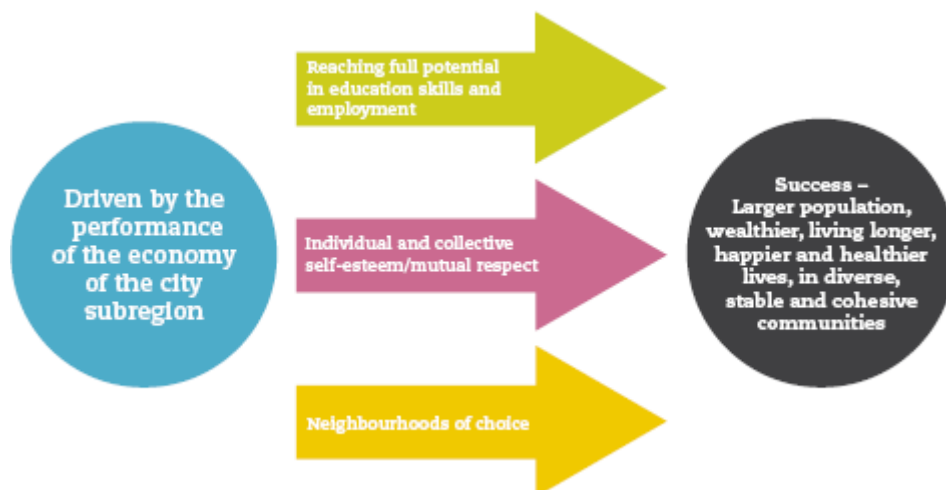 Driven by the
performance
of the economy
of the city
subregion
Reaching full potential
in education skills and
employment
Individual and collective
self-esteem/mutual respect
Neighbourhoods of choice
Success –
Larger population,
wealthier, living longer,
happier and healthier
lives, in diverse,
stable and cohesive
communities